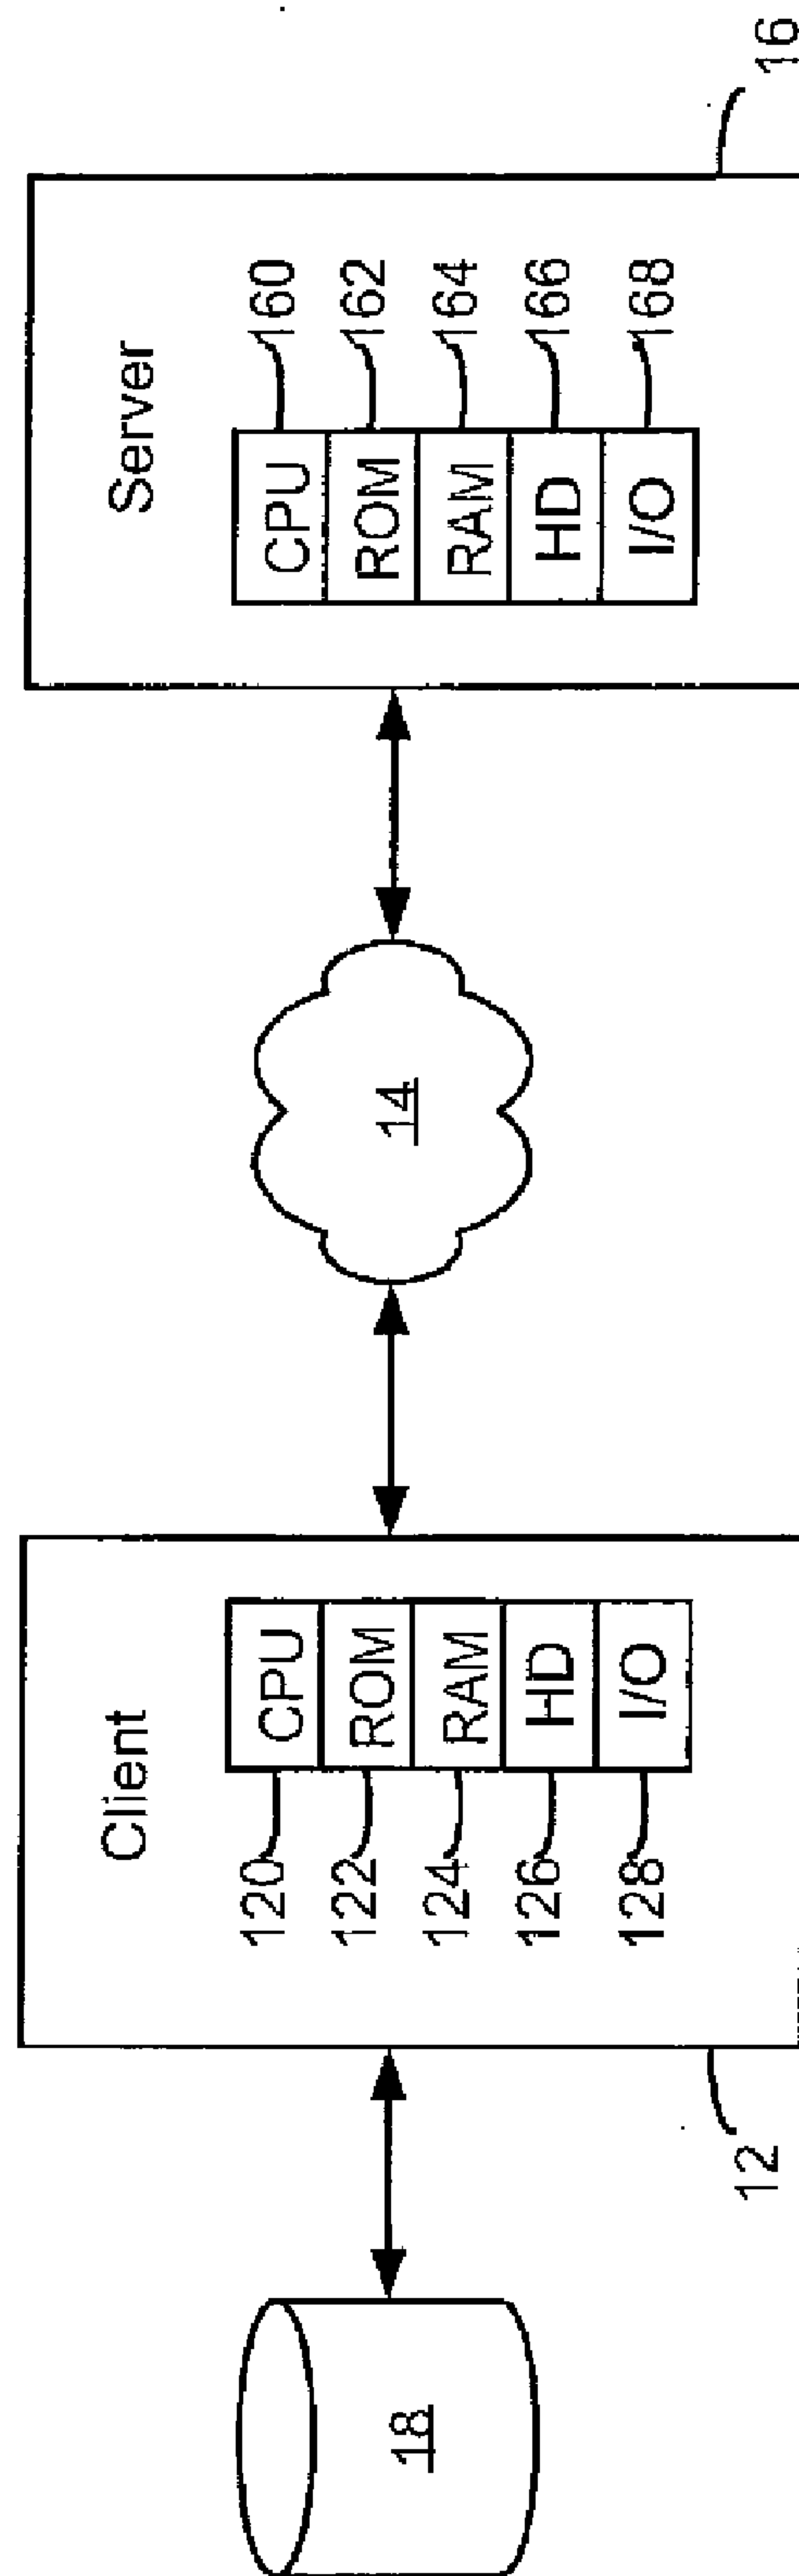 Client
Server
120 CPU
122 ROM
124 RAM
126 HD
128 I/O
CPU 160
ROM 162
RAM 164
HD 166
I/O 168
18
14
12
16